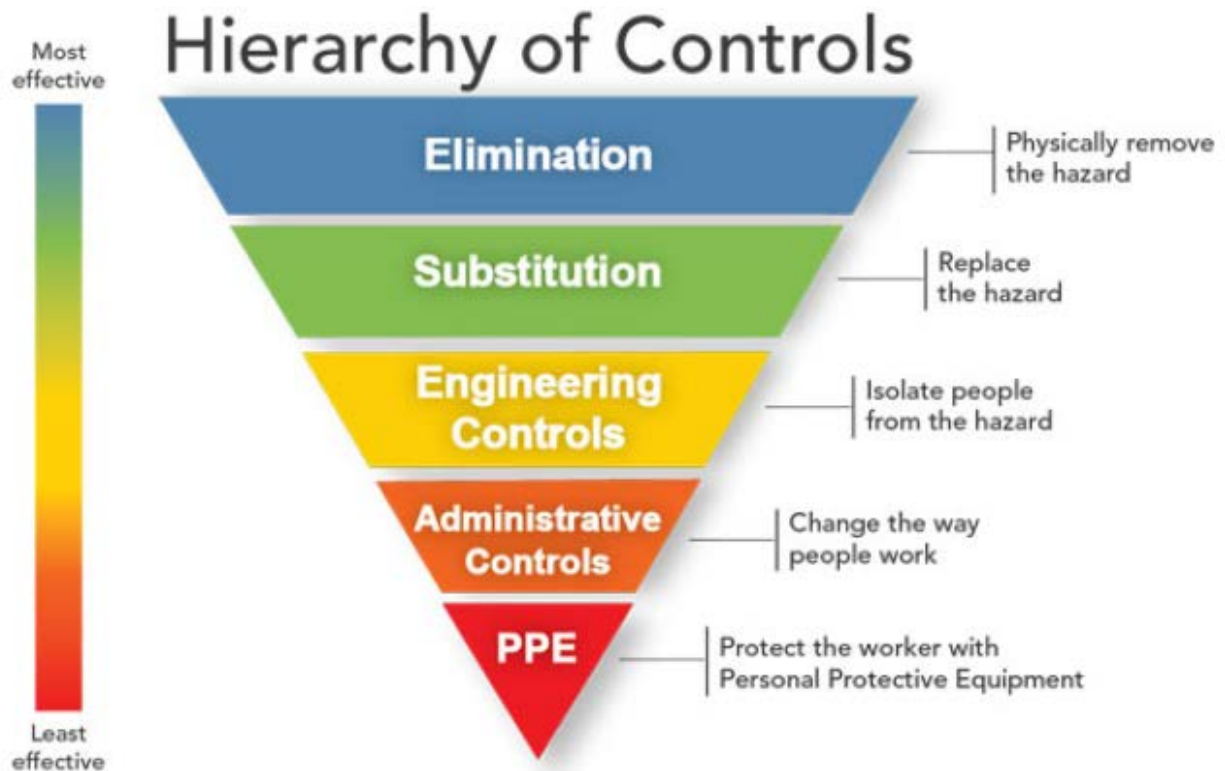 Hierarchy of Controls
Most
effective
Elimination
Physically remove
the hazard
Substitution
Replace
the hazard
Engineering
Controls
Isolate people
from the hazard
Administrative
Controls
Change the way
people work
PPE
Protect the worker with
Personal Protective Equipment
Least
effective